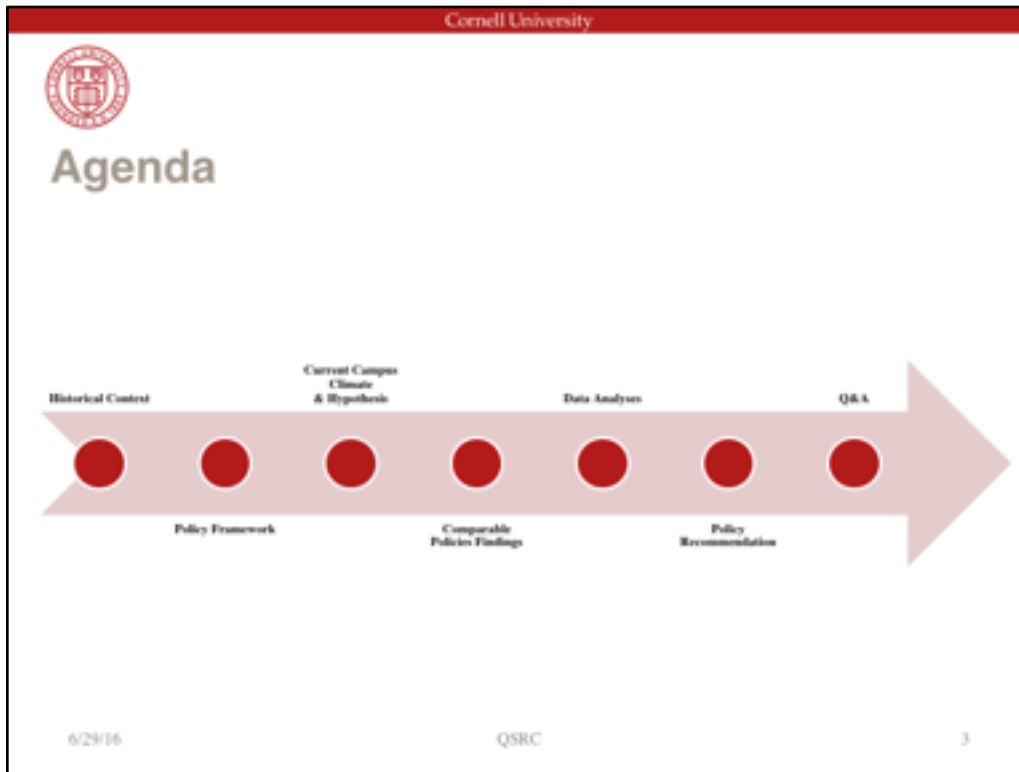 Cornell University
Agenda
Historical Context
Policy Framework
Current Campus
Climate
& Hypothesis
Comparable
Policies Findings
Data Analyses
Policy
Recommendation
Q&A
6/29/16
QSRC
3